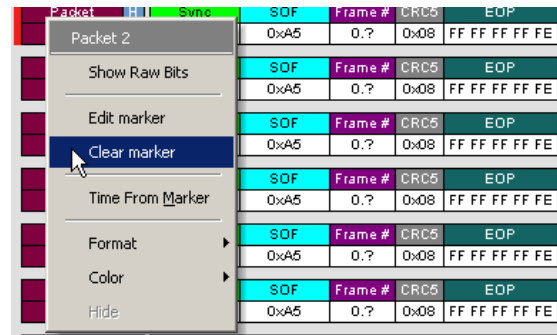 Packet H Sync SOF Frame # CRC5 EOP
0xA5 0.? 0x08 FF FF FF FF FE
Packet 2
Show Raw Bits
Edit marker
Clear marker
Time From Marker
Format
Color
Hide
SOF Frame # CRC5 EOP
0xA5 0.? 0x08 FF FF FF FF FE
SOF Frame # CRC5 EOP
0xA5 0.? 0x08 FF FF FF FF FE
SOF Frame # CRC5 EOP
0xA5 0.? 0x08 FF FF FF FF FE
SOF Frame # CRC5 EOP
0xA5 0.? 0x08 FF FF FF FF FE
SOF Frame # CRC5 EOP
0xA5 0.? 0x08 FF FF FF FF FE